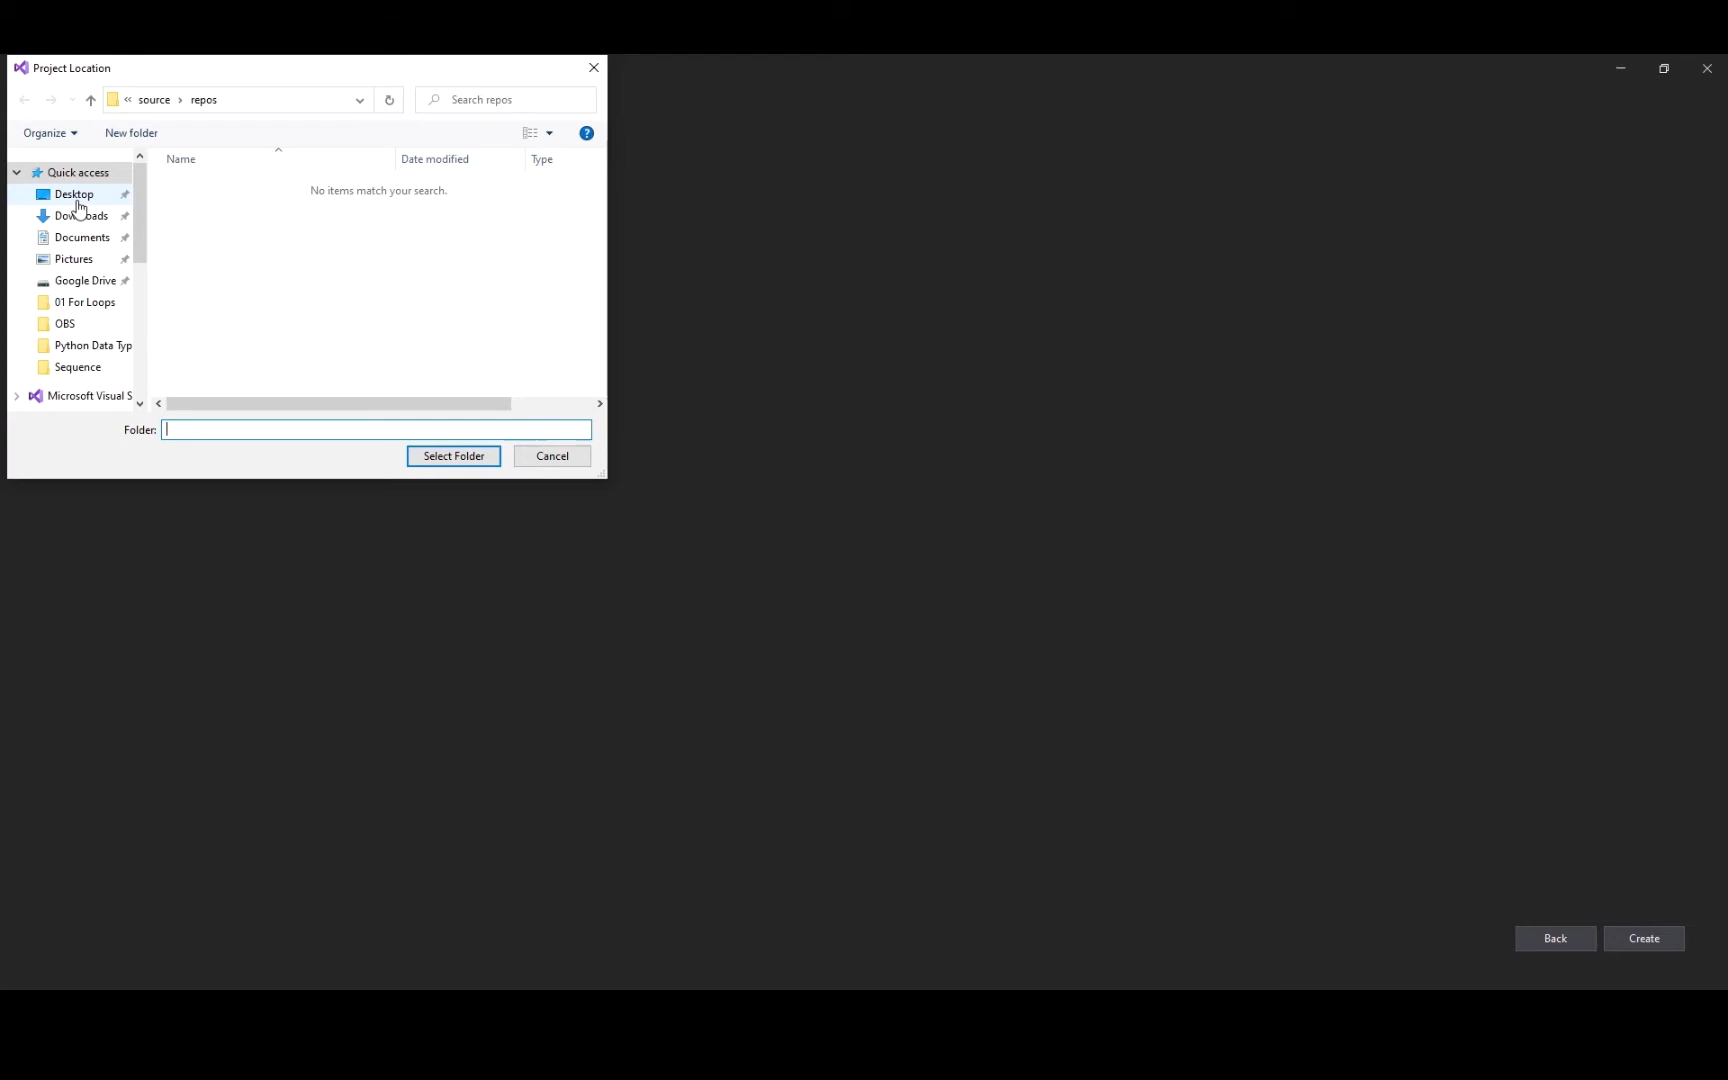 Project Location
« source › repos
Search repos
Organize
New folder
Name
Date modified
Type
No items match your search.
Quick access
Desktop
Documents
Pictures
Google Drive
01 For Loops
OBS
Python Data Typ
Sequence
Microsoft Visual S
Folder:
Select Folder
Cancel
Back
Create